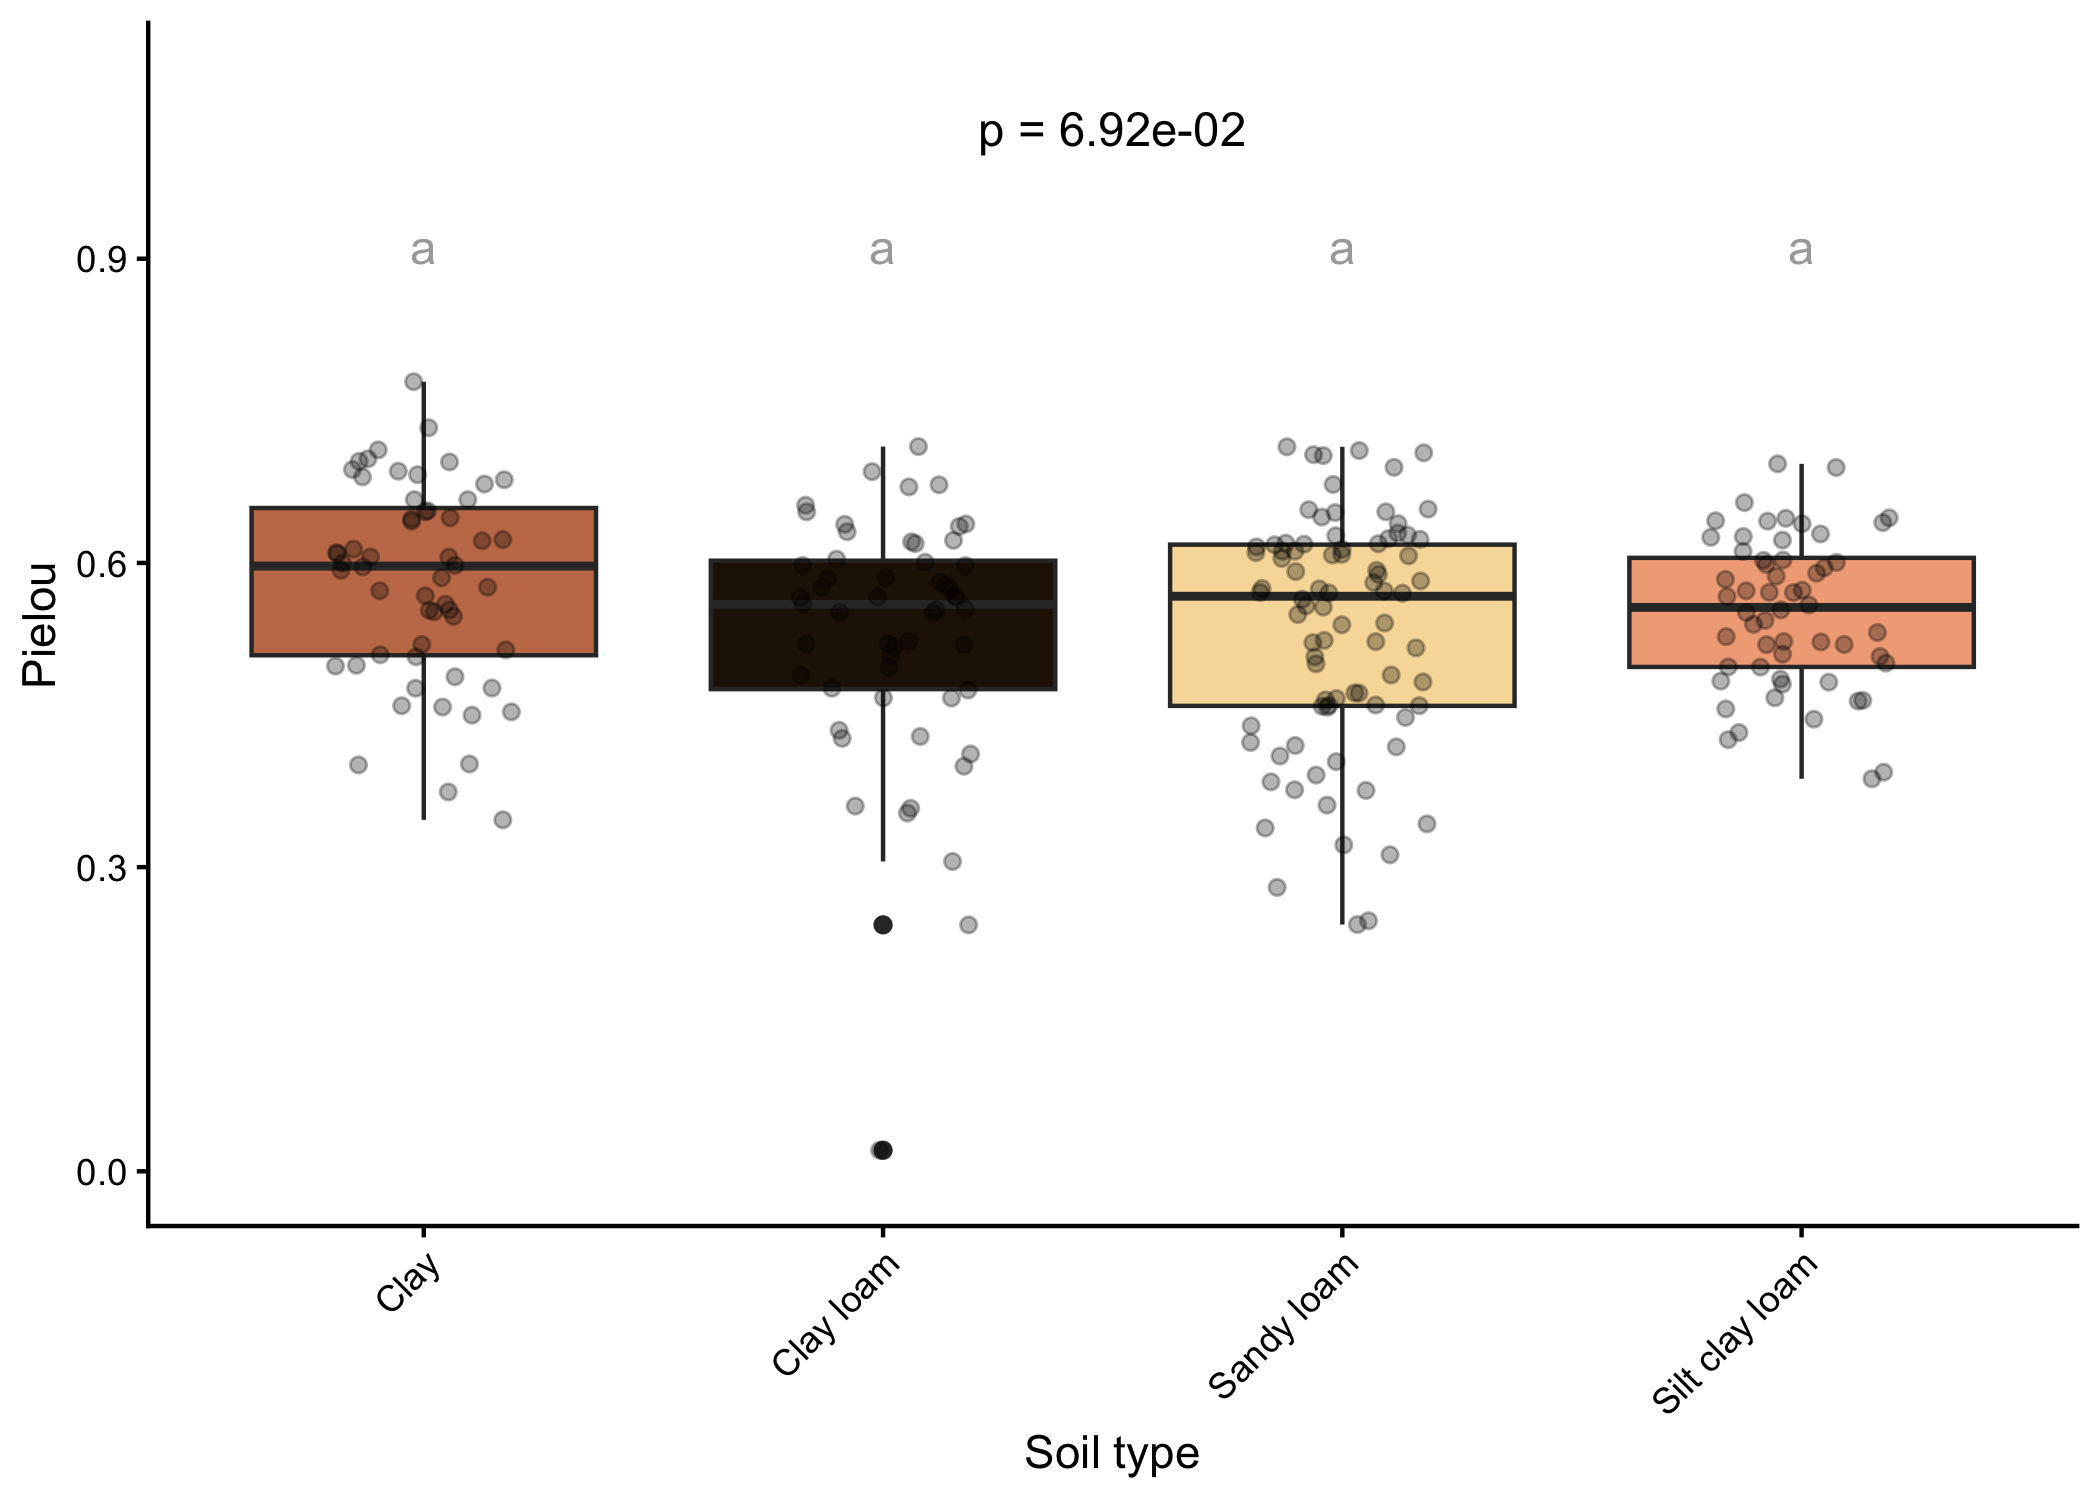 p = 6.92e-02
a a a a
0.9
0.6
0.3
0.0
Pielou
Clay
Clay loam
Sandy loam
Silt clay loam
Soil type